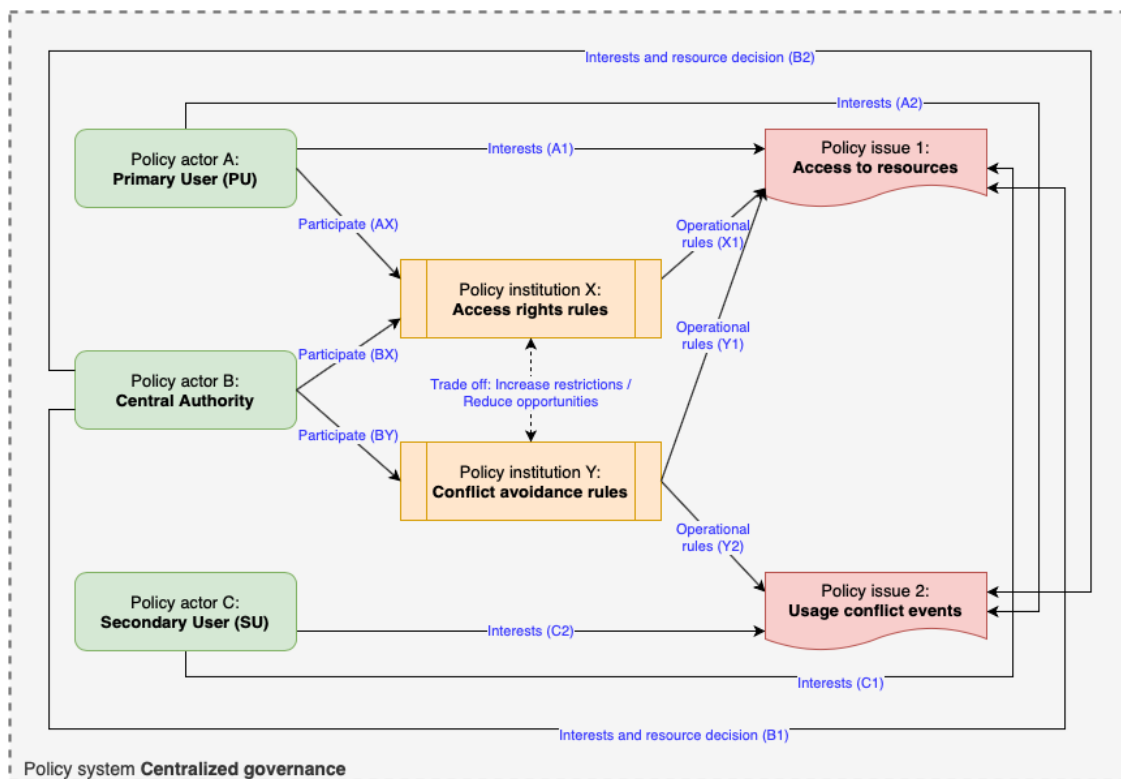 Interests and resource decision (B2)
Interests (A2)
Policy actor A:
Primary User (PU)
Interests (A1)
Policy issue 1:
Access to resources
Participate (AX)
Operational
rules (X1)
Policy institution X:
Access rights rules
Operational
rules (Y1)
Participate (BX)
Policy actor B:
Central Authority
Trade off: Increase restrictions /
Reduce opportunities
Participate (BY)
Policy institution Y:
Conflict avoidance rules
Operational
rules (Y2)
Policy actor C:
Secondary User (SU)
Interests (C2)
Policy issue 2:
Usage conflict events
Interests (C1)
Interests and resource decision (B1)
Policy system Centralized governance